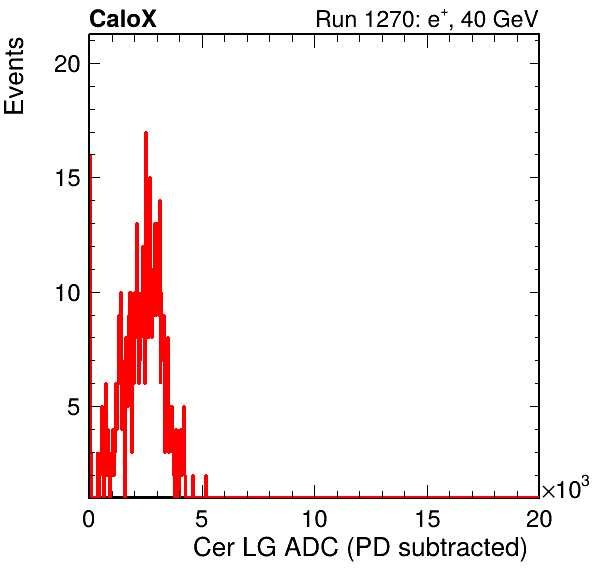 CaloX Run 1270: e⁺, 40 GeV
Events
20
15
10
5
0 5 10 15 20
×10³
Cer LG ADC (PD subtracted)